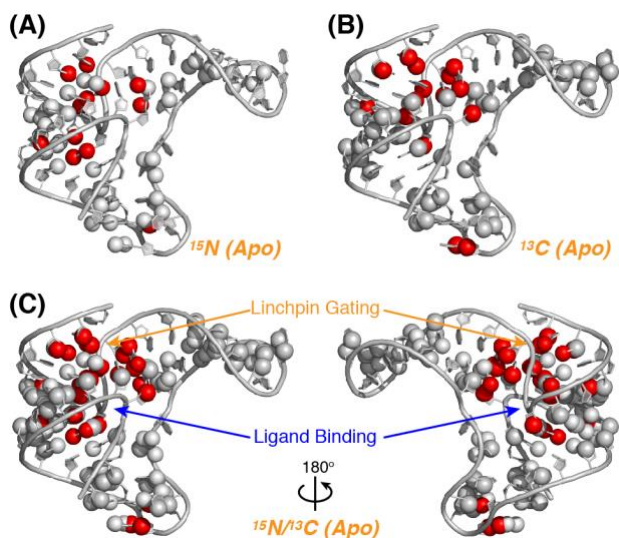 (A)
(B)
¹⁵N (Apo)
¹³C (Apo)
(C)
Linchpin Gating
Ligand Binding
180°
¹⁵N/¹³C (Apo)